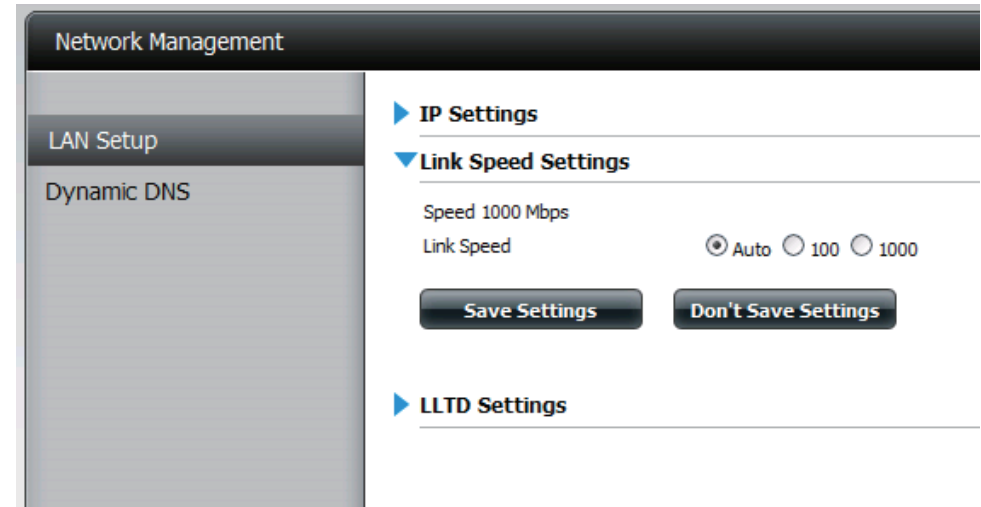 Network Management
LAN Setup
Dynamic DNS
IP Settings
Link Speed Settings
Speed 1000 Mbps
Link Speed Auto 100 1000
Save Settings Don't Save Settings
LLTD Settings